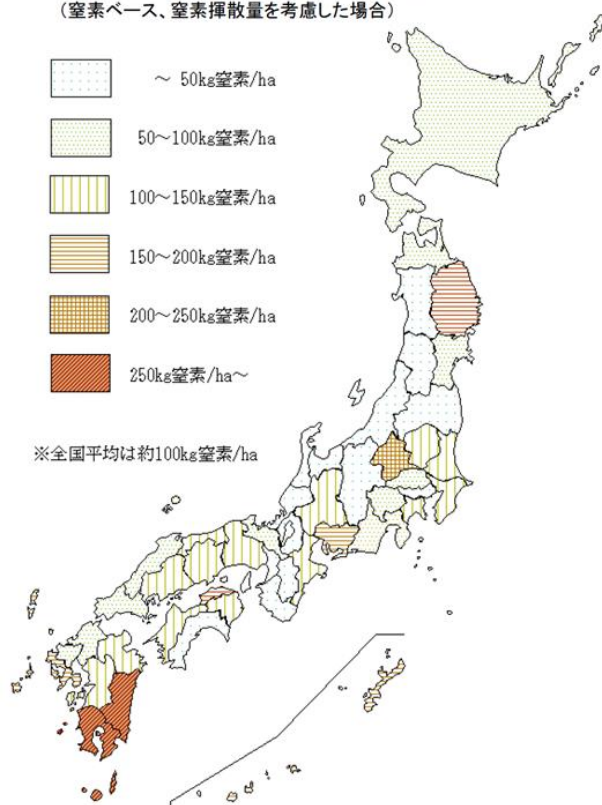 （窒素ベース、窒素揮散量を考慮した場合）
～ 50kg窒素/ha
50～100kg窒素/ha
100～150kg窒素/ha
150～200kg窒素/ha
200～250kg窒素/ha
250kg窒素/ha～
※全国平均は約100kg窒素/ha